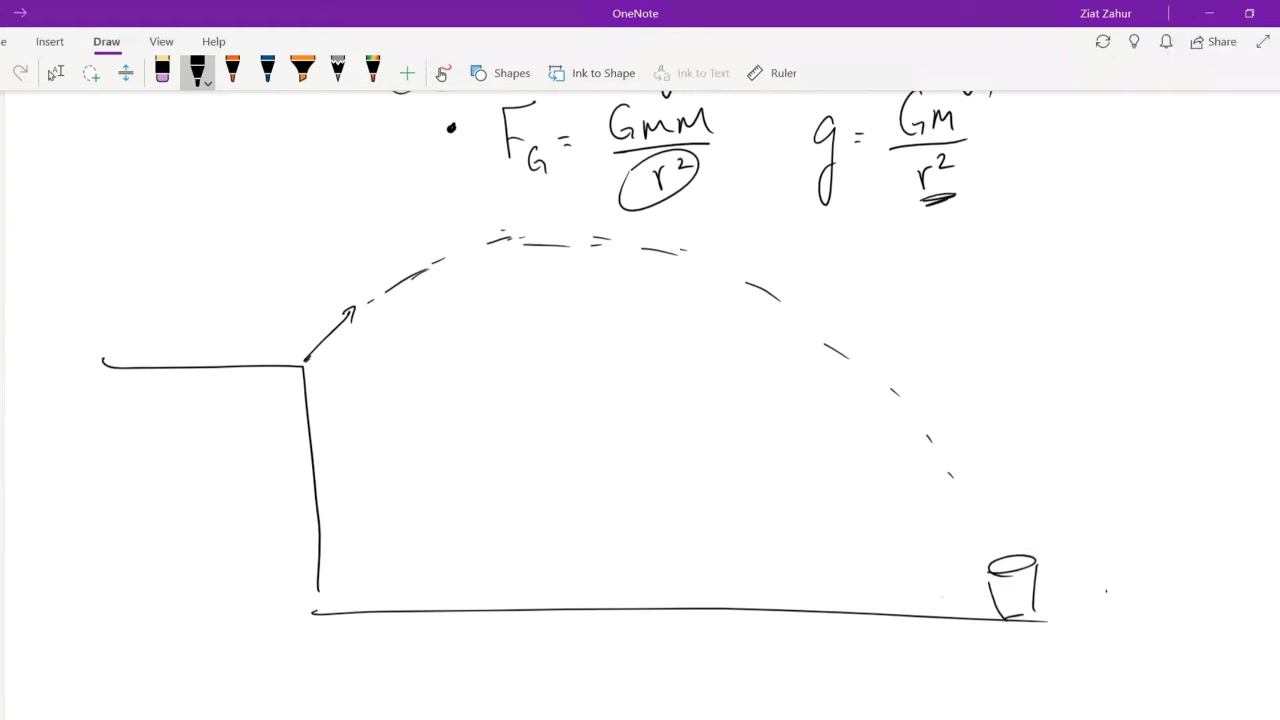 OneNote
Ziat Zahur
Insert Draw View Help
Share
Shapes Ink to Shape Ink to Text Ruler
F_G = GmM / r² g = GM / r²